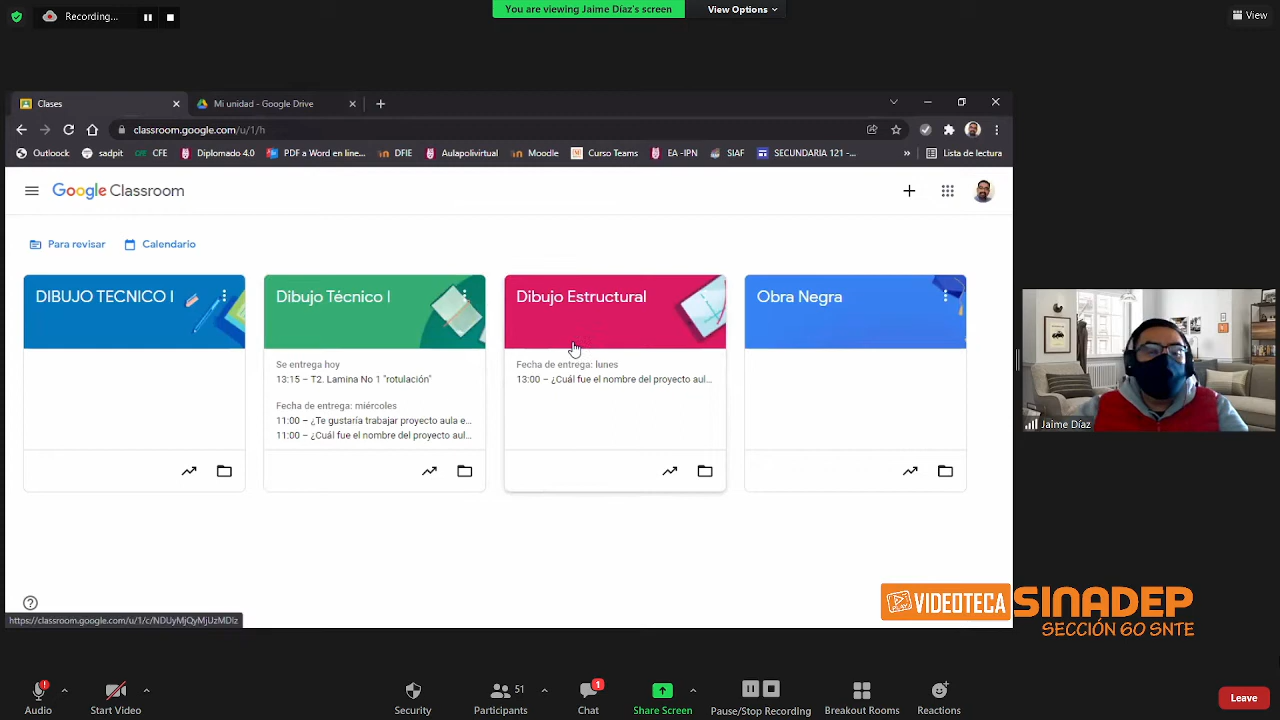 Recording...
You are viewing Jaime Díaz's screen
View Options
View
Clases
Mi unidad - Google Drive
classroom.google.com/u/1/h
Outloock
sadpit
CFE
CFE
Diplomado 4.0
PDF a Word en line...
DFIE
Aulapolivirtual
Moodle
Curso Teams
EA -IPN
SIAF
SECUNDARIA 121 -...
»
Lista de lectura
Google Classroom
Para revisar
Calendario
DIBUJO TECNICO I
Dibujo Técnico I
Se entrega hoy
13:15 – T2. Lamina No 1 "rotulación"
Fecha de entrega: miércoles
11:00 – ¿Te gustaría trabajar proyecto aula e...
11:00 – ¿Cuál fue el nombre del proyecto aul...
Dibujo Estructural
Fecha de entrega: lunes
13:00 – ¿Cuál fue el nombre del proyecto aul...
Obra Negra
Jaime Díaz
https://classroom.google.com/u/1/c/NDUyMjQyMjUzMDIz
VIDEOTECA
SINADEP
SECCIÓN 60 SNTE
Audio
Start Video
Security
51
Participants
1
Chat
Share Screen
Pause/Stop Recording
Breakout Rooms
Reactions
Leave